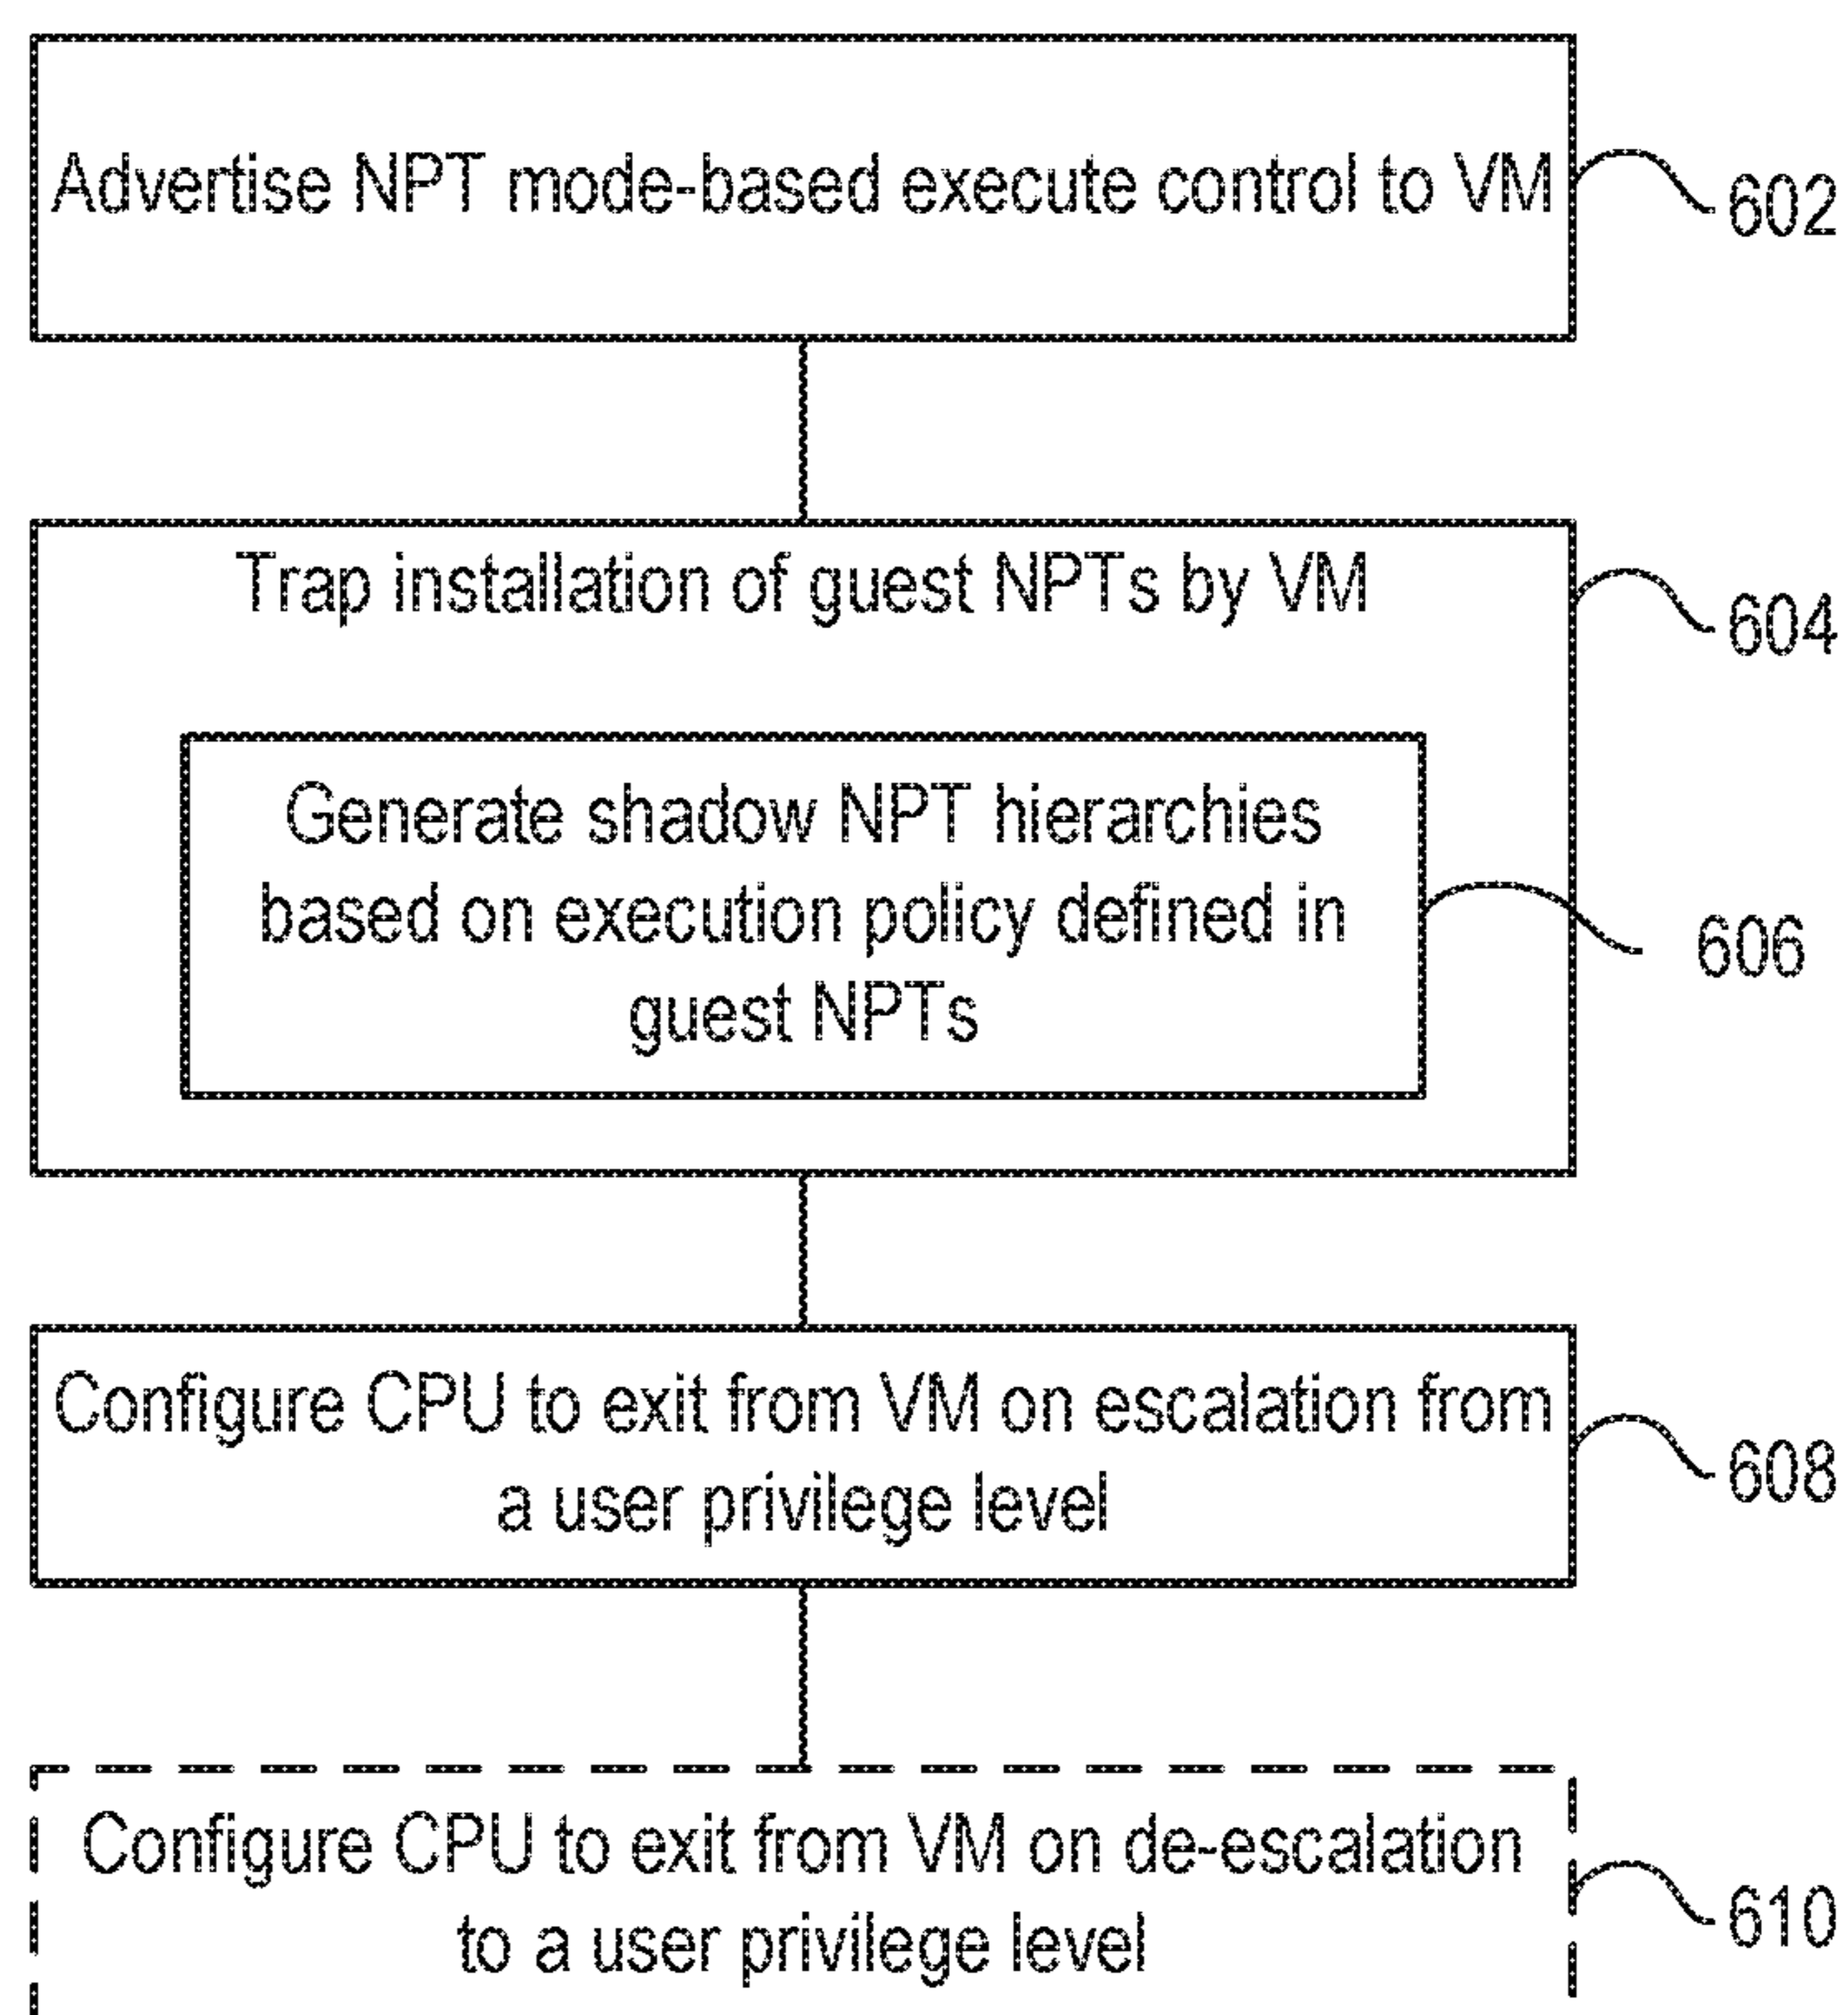 Advertise NPT mode-based execute control to VM
602
Trap installation of guest NPTs by VM
604
Generate shadow NPT hierarchies
based on execution policy defined in
guest NPTs
606
Configure CPU to exit from VM on escalation from
a user privilege level
608
Configure CPU to exit from VM on de-escalation
to a user privilege level
610